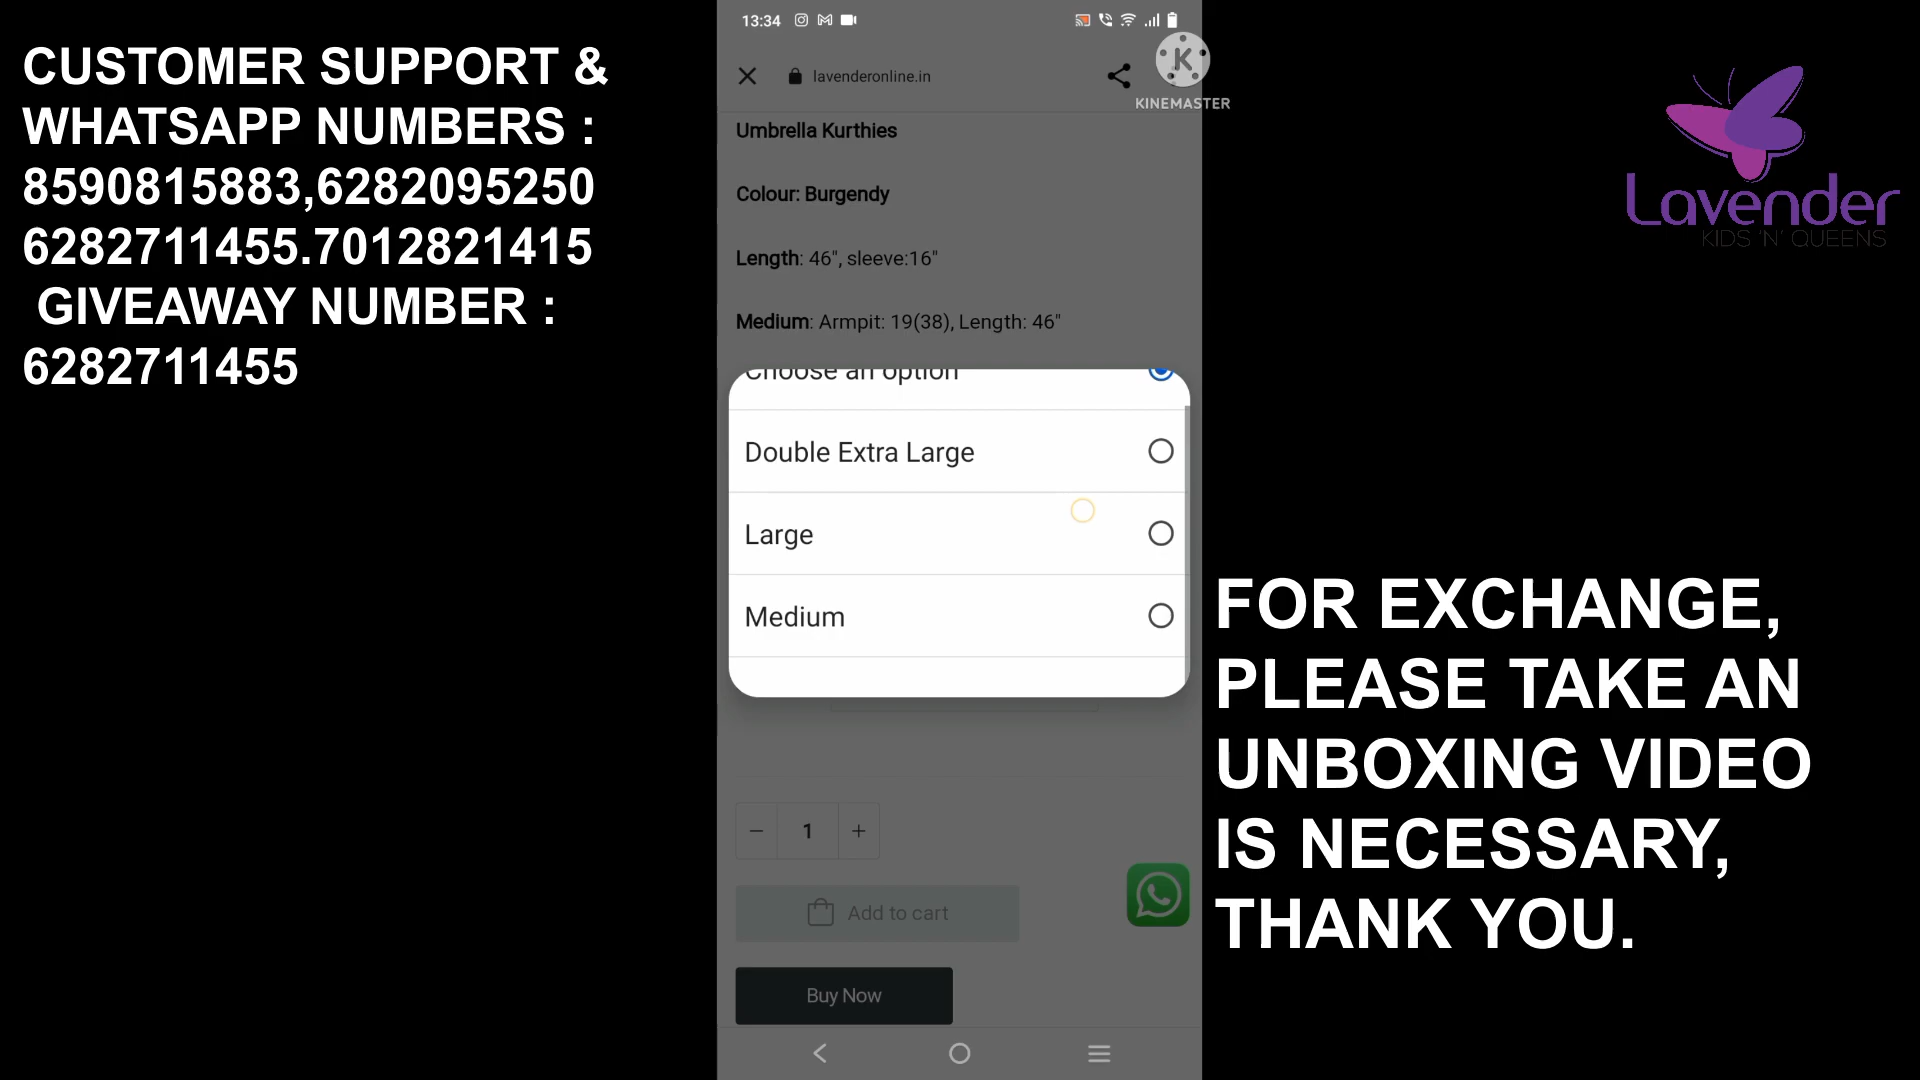 CUSTOMER SUPPORT &
WHATSAPP NUMBERS :
8590815883,6282095250
6282711455.7012821415
GIVEAWAY NUMBER :
6282711455
13:34
lavenderonline.in
K
KINEMASTER
Umbrella Kurthies
Colour: Burgendy
Length: 46", sleeve:16"
Medium: Armpit: 19(38), Length: 46"
Choose an option
Double Extra Large
Large
Medium
− 1 +
Add to cart
Buy Now
Lavender
KIDS 'N' QUEENS
FOR EXCHANGE,
PLEASE TAKE AN
UNBOXING VIDEO
IS NECESSARY,
THANK YOU.